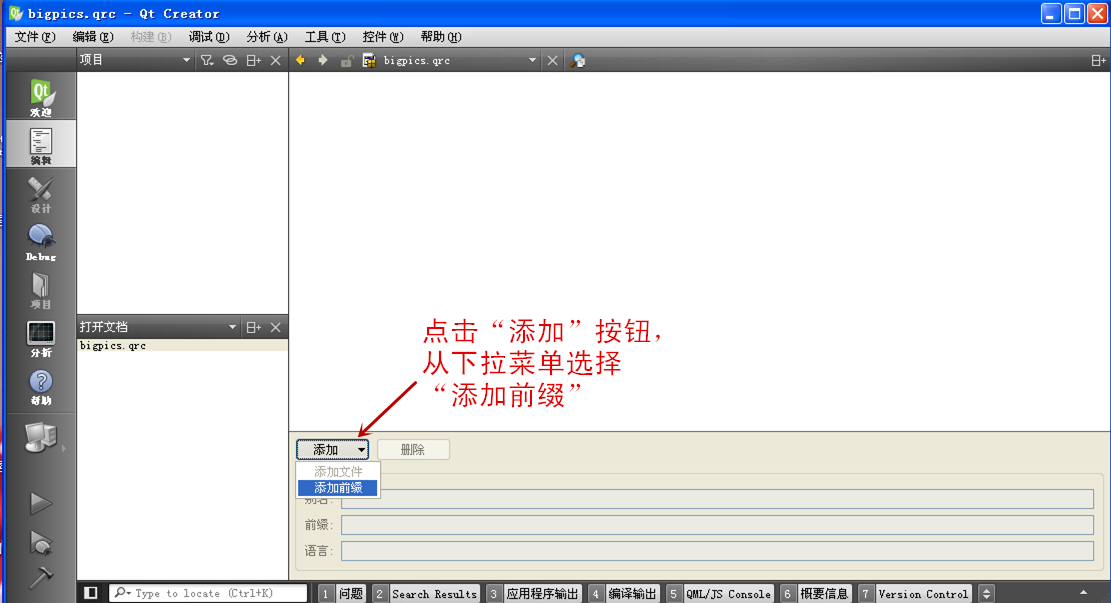 bigpics.qrc - Qt Creator
文件(F) 编辑(E) 构建(B) 调试(D) 分析(A) 工具(T) 控件(W) 帮助(H)
项目
bigpics.qrc
欢迎
编辑
设计
Debug
项目
分析
帮助
打开文档
bigpics.qrc
点击“添加”按钮,
从下拉菜单选择
“添加前缀”
添加
删除
添加文件
添加前缀
别名:
前缀:
语言:
Type to locate (Ctrl+K)
1 问题 2 Search Results 3 应用程序输出 4 编译输出 5 QML/JS Console 6 概要信息 7 Version Control